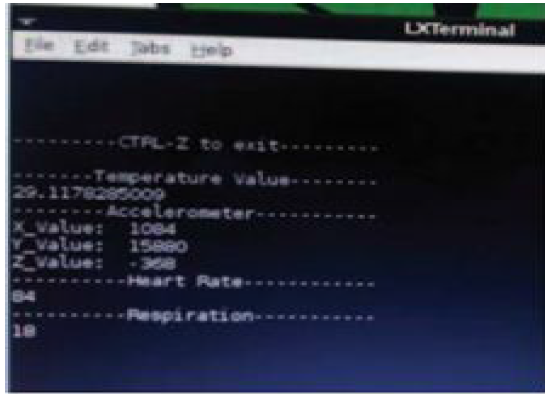 LXTerminal
File Edit Tabs Help
---------CTRL-Z to exit---------
-------Temperature Value-------
29.1178285009
--------Accelerometer----------
X_Value: 1084
Y_Value: 15880
Z_Value: -368
----------Heart Rate-----------
84
----------Respiration-----------
18